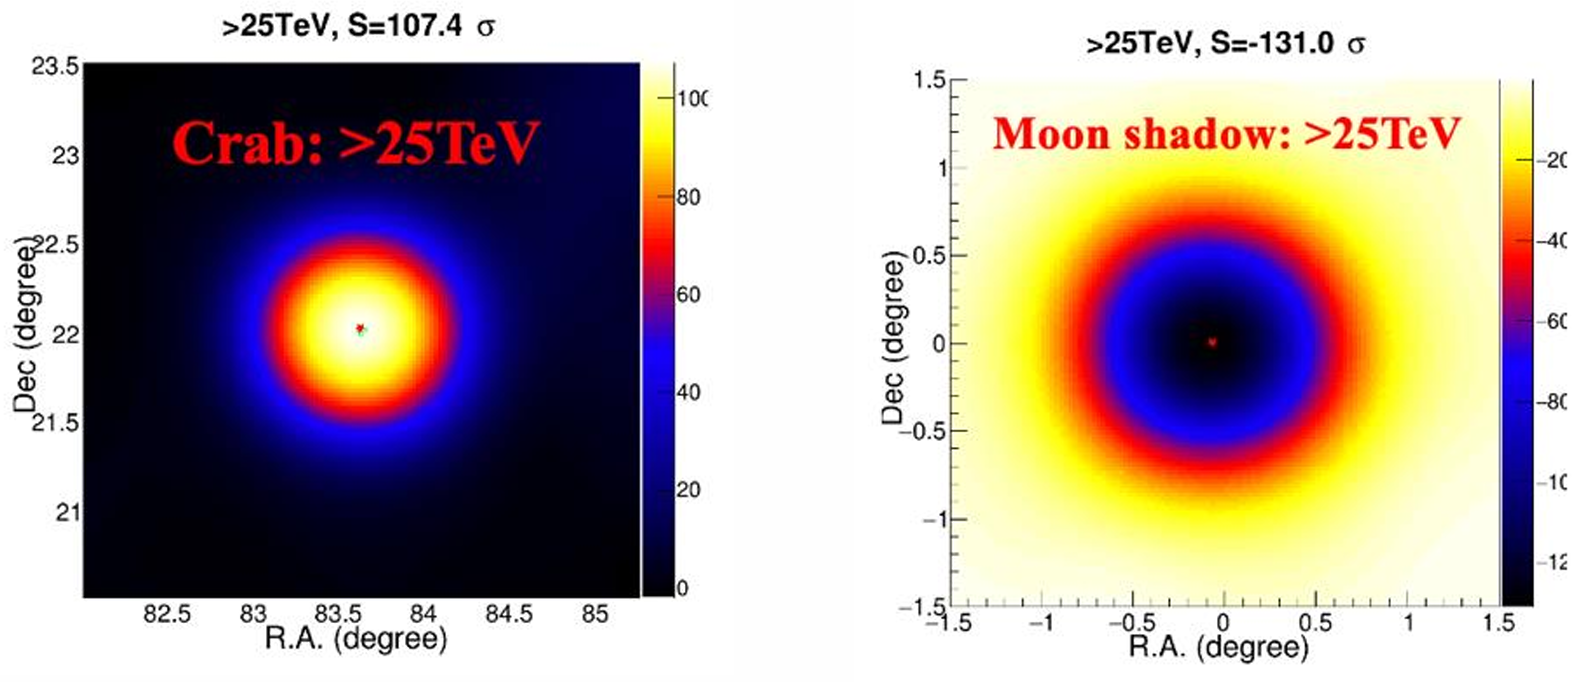 >25TeV, S=107.4 σ
Crab: >25TeV
23.5
23
22.5
22
21.5
21
Dec (degree)
82.5 83 83.5 84 84.5 85
R.A. (degree)
100
80
60
40
20
0
>25TeV, S=-131.0 σ
Moon shadow: >25TeV
1.5
1
0.5
0
−0.5
−1
−1.5
Dec (degree)
−1.5 −1 −0.5 0 0.5 1 1.5
R.A. (degree)
−20
−40
−60
−80
−10
−12